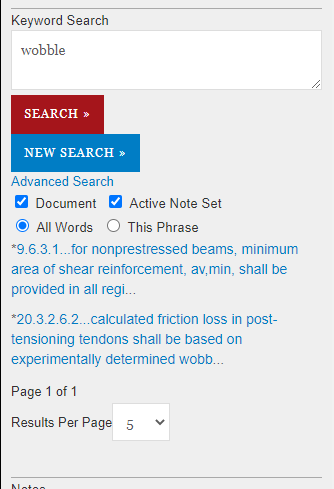 Keyword Search
wobble
SEARCH »
NEW SEARCH »
Advanced Search
Document Active Note Set
All Words This Phrase
*9.6.3.1...for nonprestressed beams, minimum
area of shear reinforcement, av,min, shall be
provided in all regi...
*20.3.2.6.2...calculated friction loss in post-
tensioning tendons shall be based on
experimentally determined wobb...
Page 1 of 1
Results Per Page 5
Notes